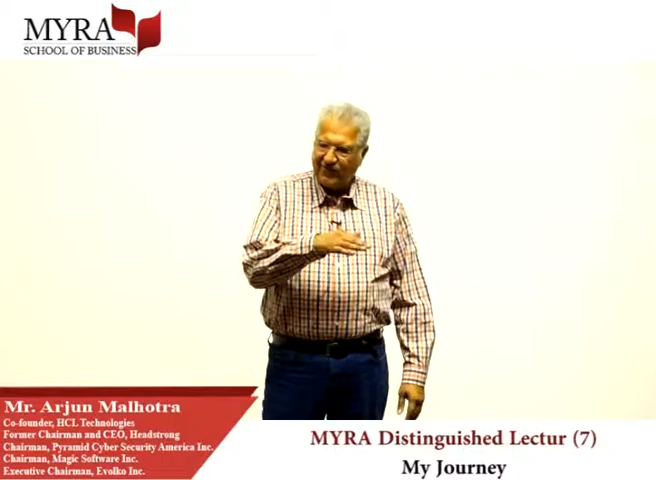 MYRA
SCHOOL OF BUSINESS
Mr. Arjun Malhotra
Co-founder, HCL Technologies
Former Chairman and CEO, Headstrong
Chairman, Pyramid Cyber Security America Inc.
Chairman, Magic Software Inc.
Executive Chairman, Evolko Inc.
MYRA Distinguished Lectur (7)
My Journey